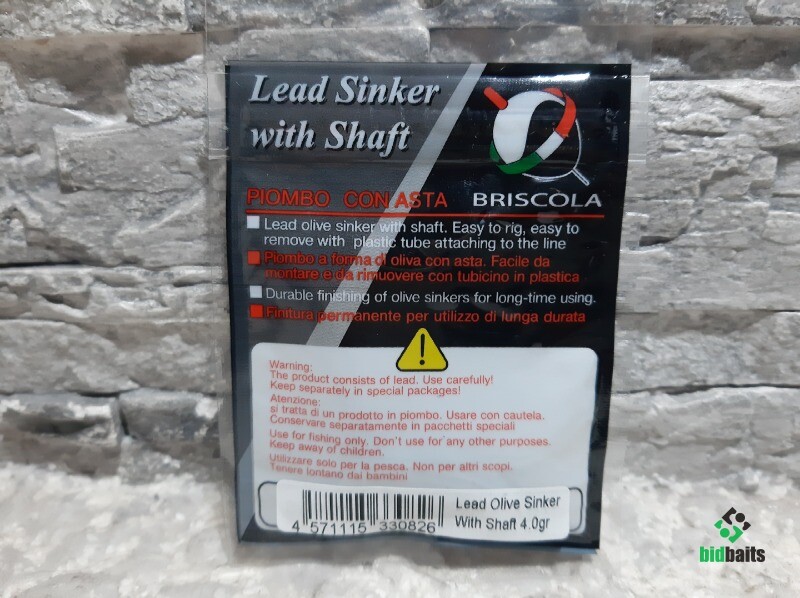 Lead Sinker
with Shaft
PIOMBO CON ASTA
BRISCOLA
Lead olive sinker with shaft. Easy to rig, easy to
remove with plastic tube attaching to the line
Piombo a forma di oliva con asta. Facile da
montare e da rimuovere con tubicino in plastica
Durable finishing of olive sinkers for long-time using.
Finitura permanente per utilizzo di lunga durata
Warning;
The product consists of lead. Use carefully!
Keep separately in special packages!
Atenzione:
si tratta di un prodotto in piombo. Usare con cautela.
Conservare separatamente in pacchetti speciali
Use for fishing only. Don't use for any other purposes.
Keep away of children.
Utilizzare solo per la pesca. Non per altri scopi.
Tenere lontano dai bambini
4 571115 330826
Lead Olive Sinker
With Shaft 4.0gr
bidbaits